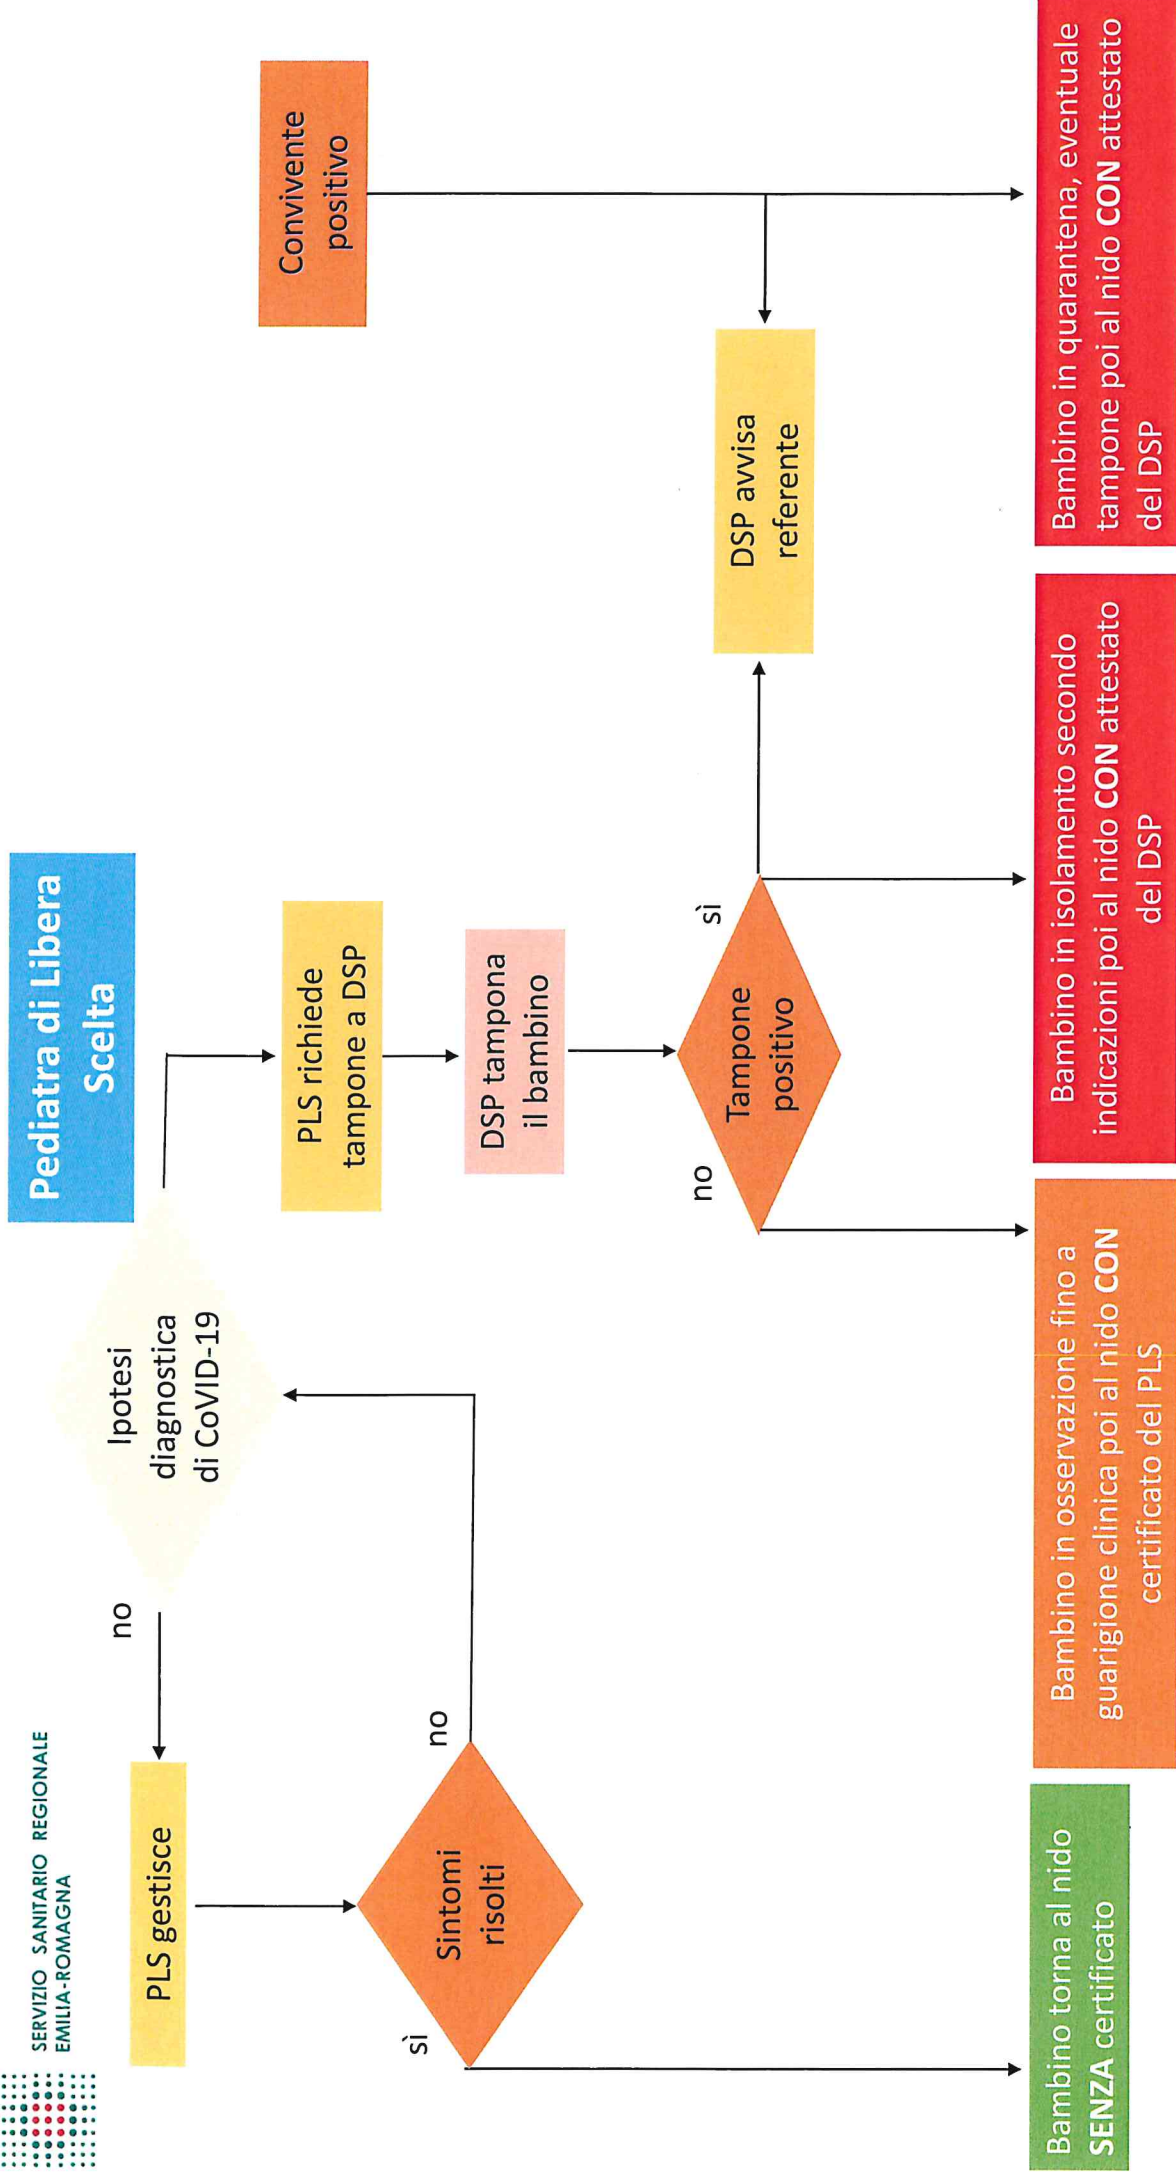 SERVIZIO SANITARIO REGIONALE
EMILIA-ROMAGNA
Pediatra di Libera
Scelta
Ipotesi
diagnostica
di CoVID-19
no
PLS gestisce
PLS richiede
tampone a DSP
Convivente
positivo
Sintomi
risolti
sì
no
DSP tampona
il bambino
Tampone
positivo
no
sì
DSP avvisa
referente
Bambino torna al nido
SENZA certificato
Bambino in osservazione fino a
guarigione clinica poi al nido CON
certificato del PLS
Bambino in isolamento secondo
indicazioni poi al nido CON attestato
del DSP
Bambino in quarantena, eventuale
tampone poi al nido CON attestato
del DSP